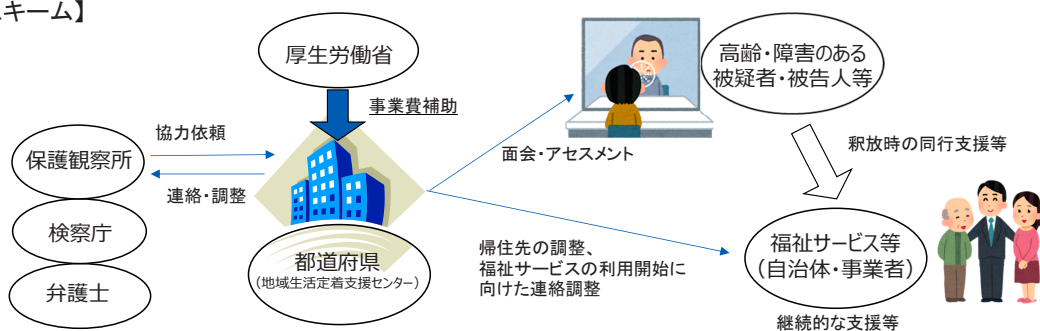 スキーム】
厚生労働省
事業費補助
高齢・障害のある
被疑者・被告人等
協力依頼
保護観察所
連絡・調整
面会・アセスメント
釈放時の同行支援等
検察庁
弁護士
都道府県
（地域生活定着支援センター）
帰住先の調整、
福祉サービスの利用開始に
向けた連絡調整
福祉サービス等
（自治体・事業者）
継続的な支援等